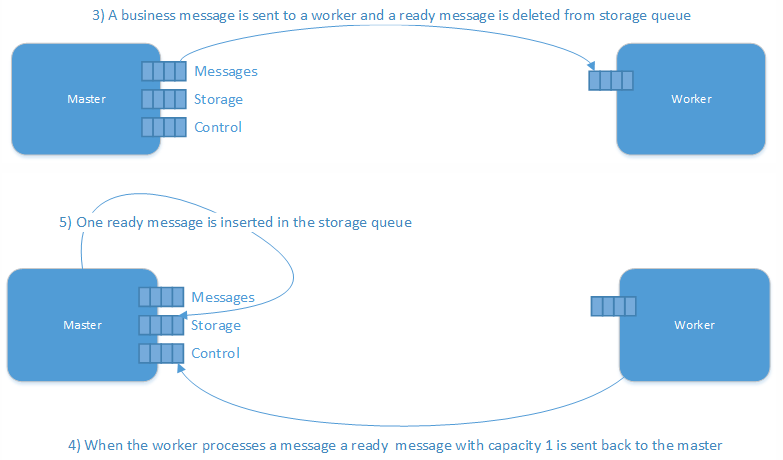 3) A business message is sent to a worker and a ready message is deleted from storage queue
Messages
Master
Storage
Worker
Control
5) One ready message is inserted in the storage queue
Messages
Master
Storage
Worker
Control
4) When the worker processes a message a ready  message with capacity 1 is sent back to the master